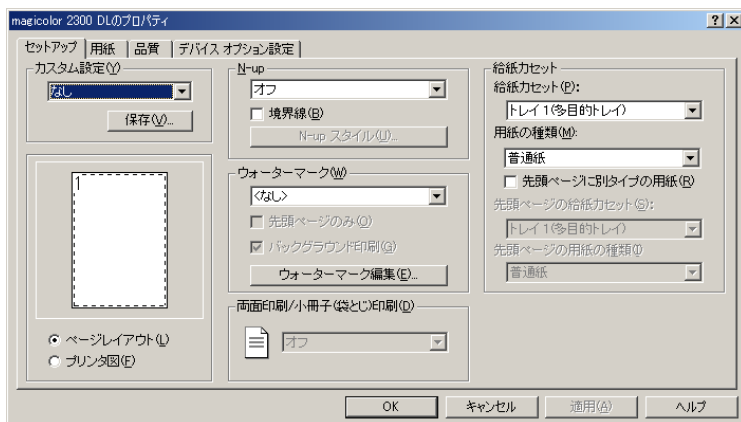 magicolor 2300 DLのプロパティ
セットアップ 用紙 品質 デバイス オプション設定
カスタム設定(Y)
なし
保存(V)...
1
ページレイアウト(L)
プリンタ図(F)
N-up
オフ
境界線(B)
N-up スタイル(U)...
ウォーターマーク(W)
<なし>
先頭ページのみ(O)
バックグラウンド印刷(G)
ウォーターマーク編集(E)...
両面印刷/小冊子(袋とじ)印刷(D)
オフ
給紙カセット
給紙カセット(P):
トレイ 1(多目的トレイ)
用紙の種類(M):
普通紙
先頭ページに別タイプの用紙(R)
先頭ページの給紙カセット(S):
トレイ 1(多目的トレイ)
先頭ページの用紙の種類(I)
普通紙
OK キャンセル 適用(A) ヘルプ